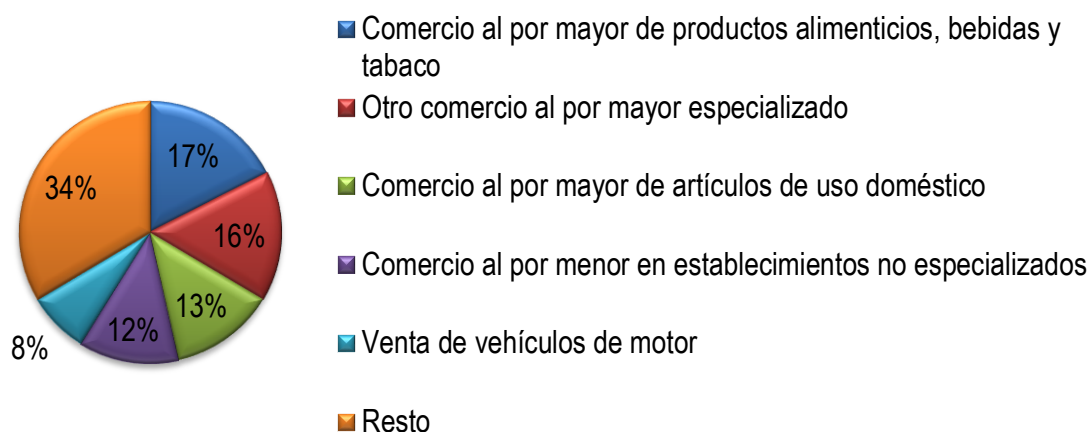 Comercio al por mayor de productos alimenticios, bebidas y
tabaco
Otro comercio al por mayor especializado
Comercio al por mayor de artículos de uso doméstico
Comercio al por menor en establecimientos no especializados
Venta de vehículos de motor
Resto
17%
16%
13%
12%
8%
34%